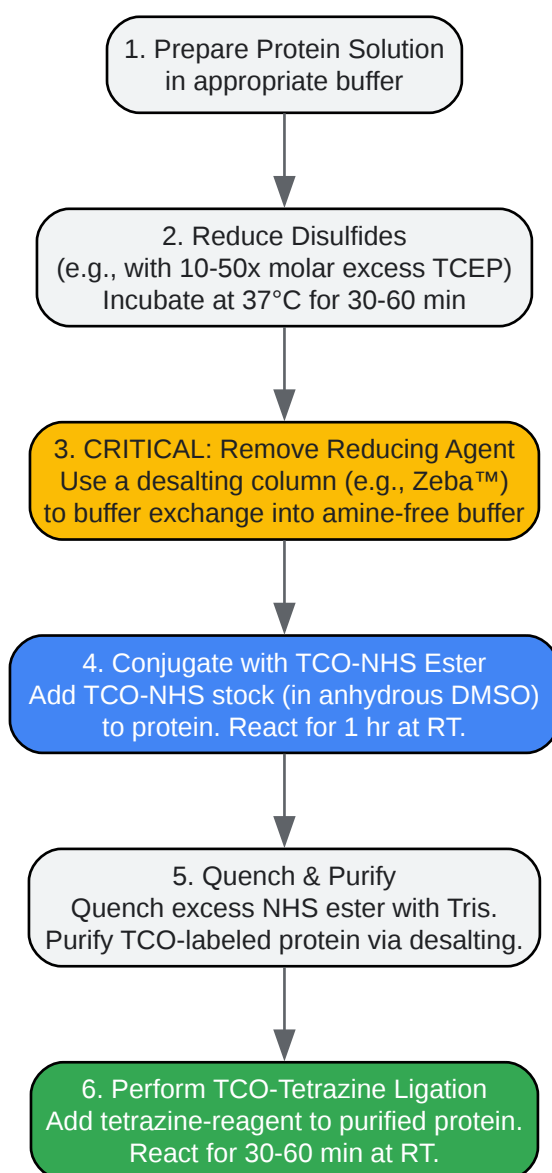 1. Prepare Protein Solution
in appropriate buffer
2. Reduce Disulfides
(e.g., with 10-50x molar excess TCEP)
Incubate at 37°C for 30-60 min
3. CRITICAL: Remove Reducing Agent
Use a desalting column (e.g., Zeba™)
to buffer exchange into amine-free buffer
4. Conjugate with TCO-NHS Ester
Add TCO-NHS stock (in anhydrous DMSO)
to protein. React for 1 hr at RT.
5. Quench & Purify
Quench excess NHS ester with Tris.
Purify TCO-labeled protein via desalting.
6. Perform TCO-Tetrazine Ligation
Add tetrazine-reagent to purified protein.
React for 30-60 min at RT.